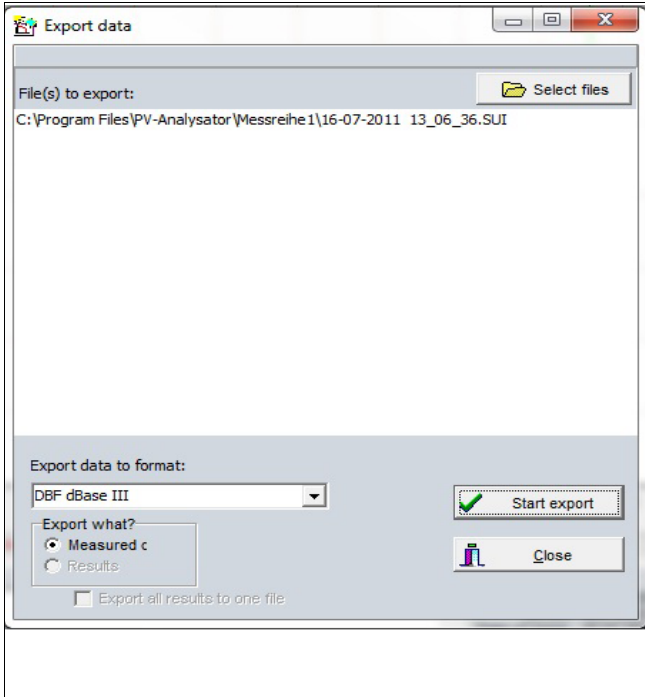 Export data
File(s) to export:
Select files
C:\Program Files\PV-Analysator\Messreihe1\16-07-2011  13_06_36.SUI
Export data to format:
DBF dBase III
Start export
Export what?
Measured c
Results
Close
Export all results to one file